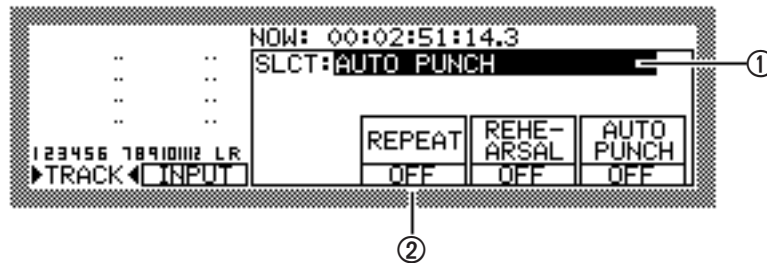 NOW: 00:02:51:14.3
SLCT:AUTO PUNCH
①
REPEAT
REHE-
ARSAL
AUTO
PUNCH
123456 789101112 LR
▶TRACK◀ INPUT
OFF
OFF
OFF
②